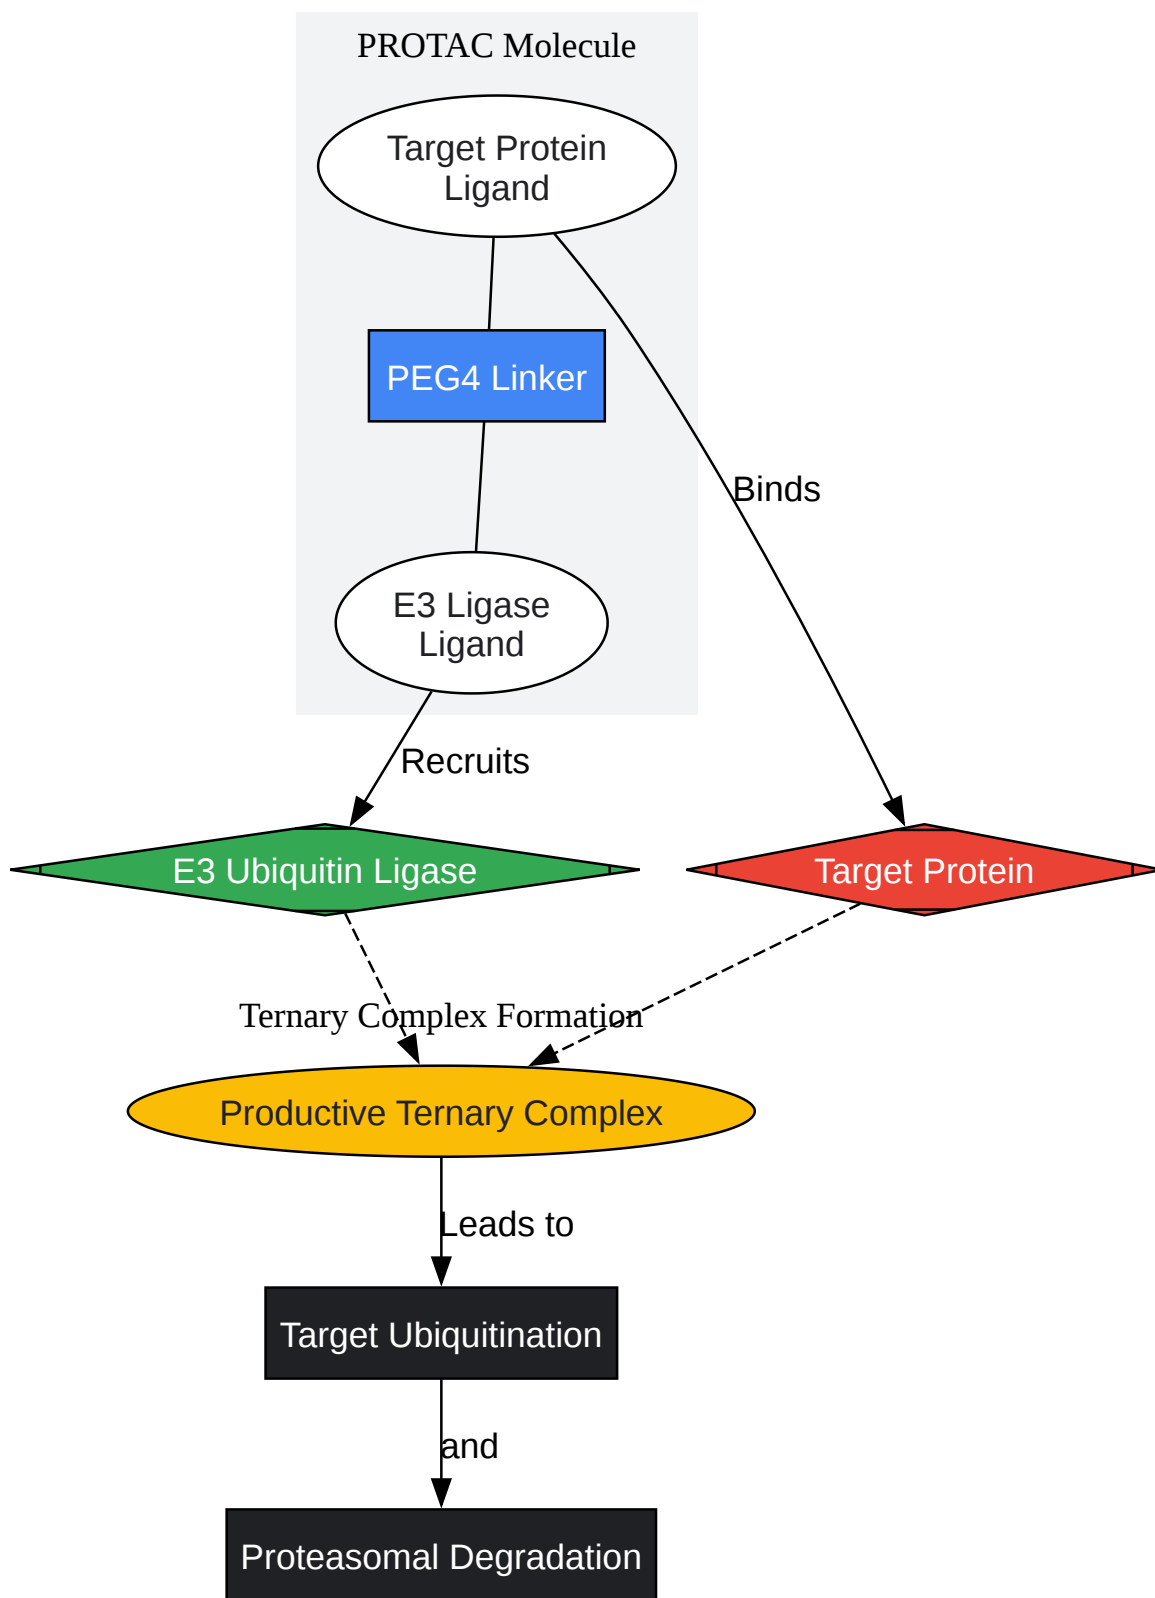 PROTAC Molecule
Target Protein
Ligand
PEG4 Linker
Binds
E3 Ligase
Ligand
Recruits
E3 Ubiquitin Ligase
Target Protein
Ternary Complex Formation
Productive Ternary Complex
Leads to
Target Ubiquitination
and
Proteasomal Degradation